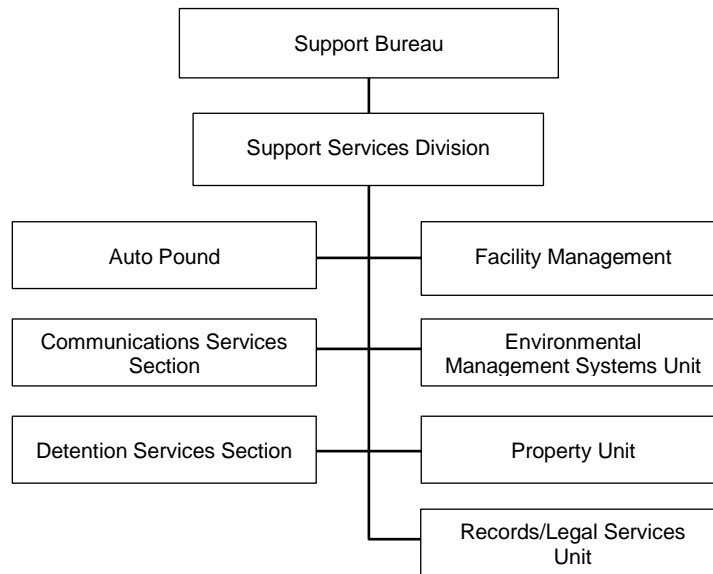 Support Bureau
Support Services Division
Auto Pound
Facility Management
Communications Services
Section
Environmental
Management Systems Unit
Detention Services Section
Property Unit
Records/Legal Services
Unit